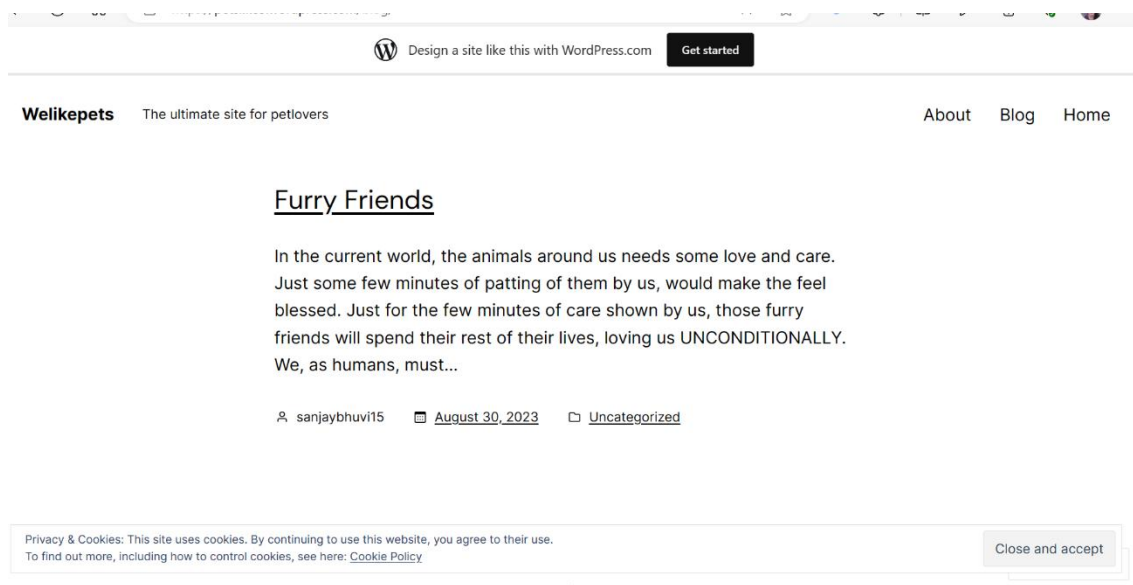 Design a site like this with WordPress.com Get started
Welikepets The ultimate site for petlovers About Blog Home
Furry Friends
In the current world, the animals around us needs some love and care.
Just some few minutes of patting of them by us, would make the feel
blessed. Just for the few minutes of care shown by us, those furry
friends will spend their rest of their lives, loving us UNCONDITIONALLY.
We, as humans, must...
sanjaybhuvi15 August 30, 2023 Uncategorized
Privacy & Cookies: This site uses cookies. By continuing to use this website, you agree to their use.
To find out more, including how to control cookies, see here: Cookie Policy
Close and accept